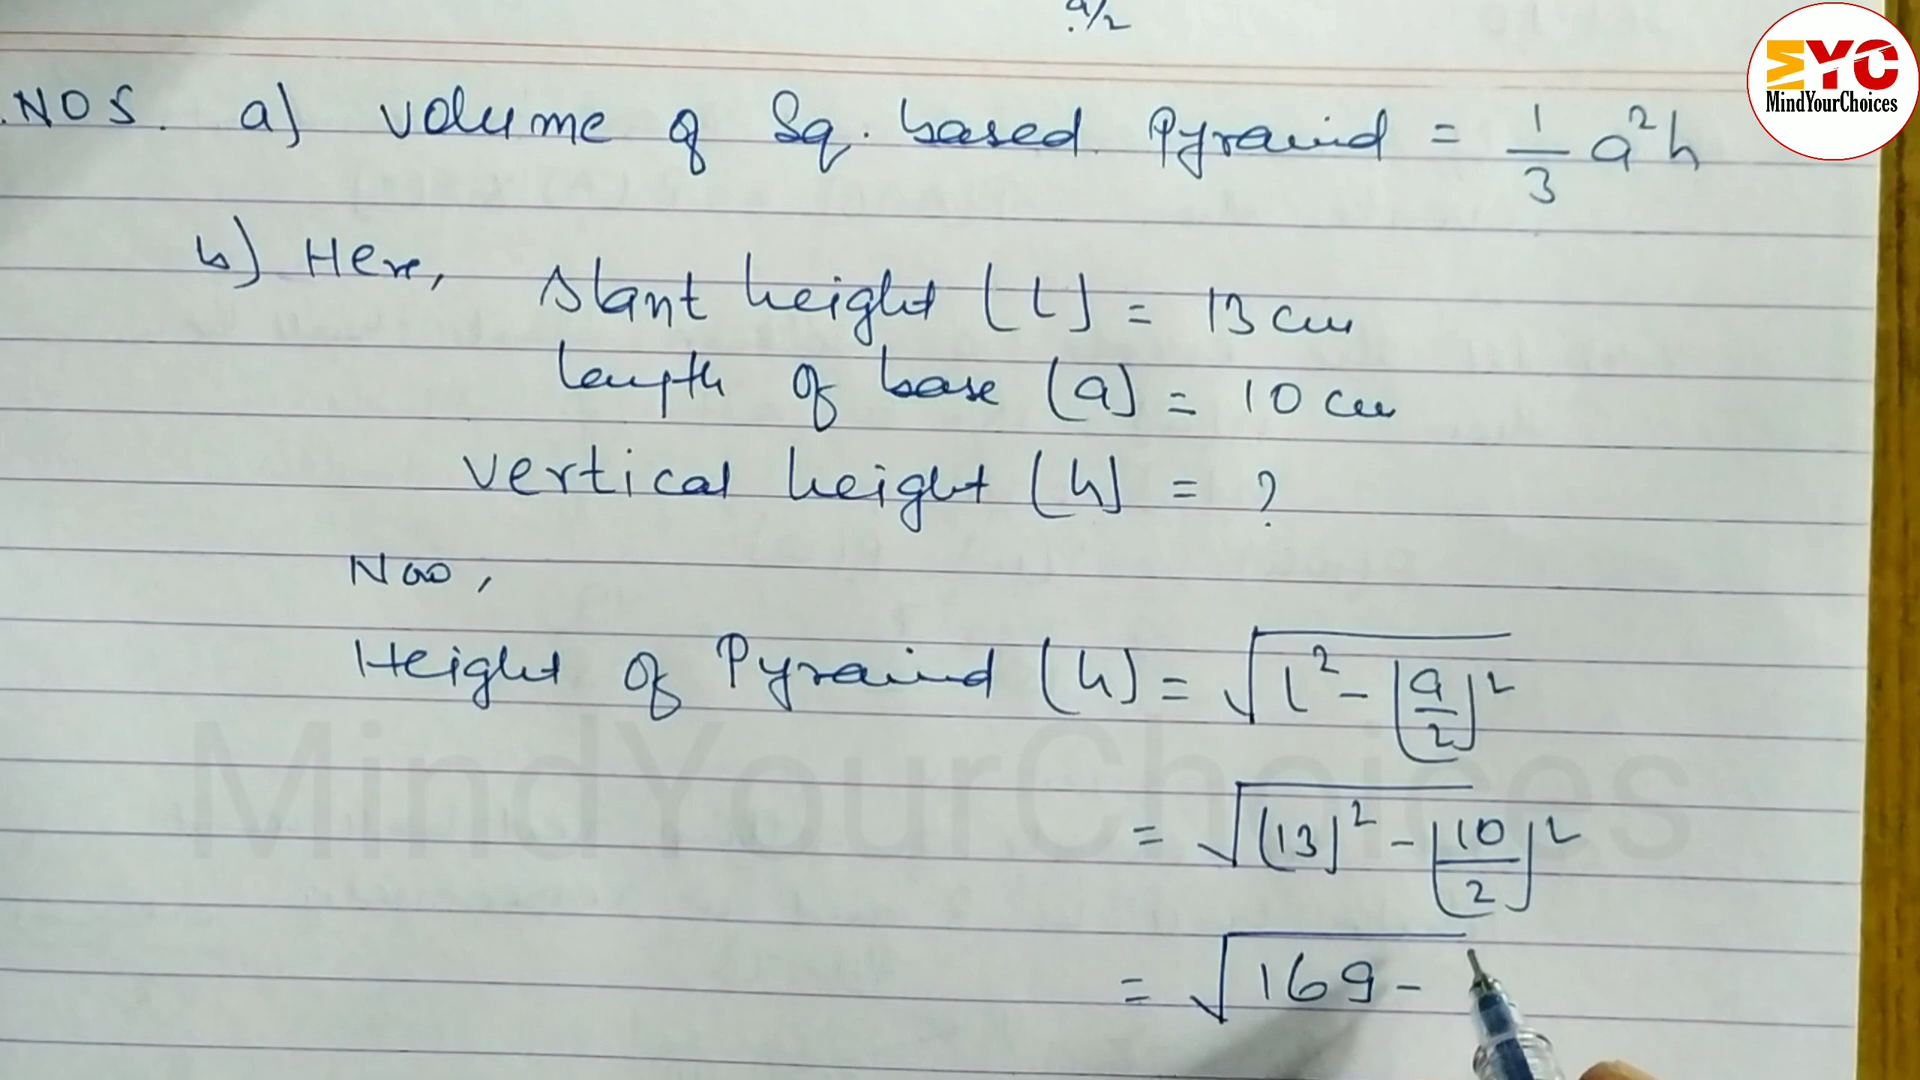 a/2
MYC
MindYourChoices
.NOS. a) Volume of Sq. based Pyramid = 1/3 a²h
b) Here, slant height (l) = 13 cm
length of base (a) = 10 cm
vertical height (h) = ?
Now,
Height of Pyramid (h) = √(l² - (a/2)²)
= √((13)² - (10/2)²)
= √(169 -
MindYourChoices